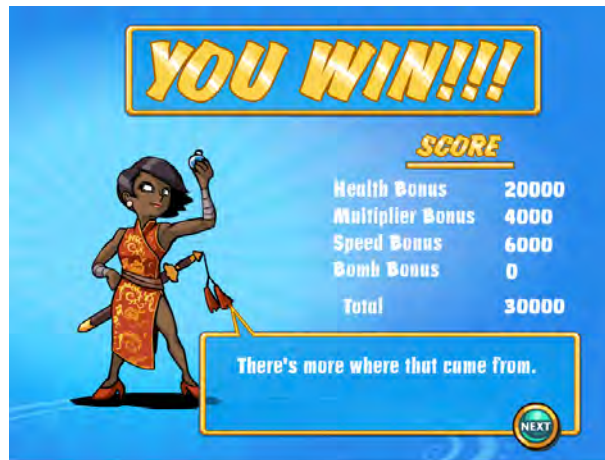 YOU WIN!!!
SCORE
Health Bonus 20000
Multiplier Bonus 4000
Speed Bonus 6000
Bomb Bonus 0
Total 30000
There's more where that came from.
NEXT